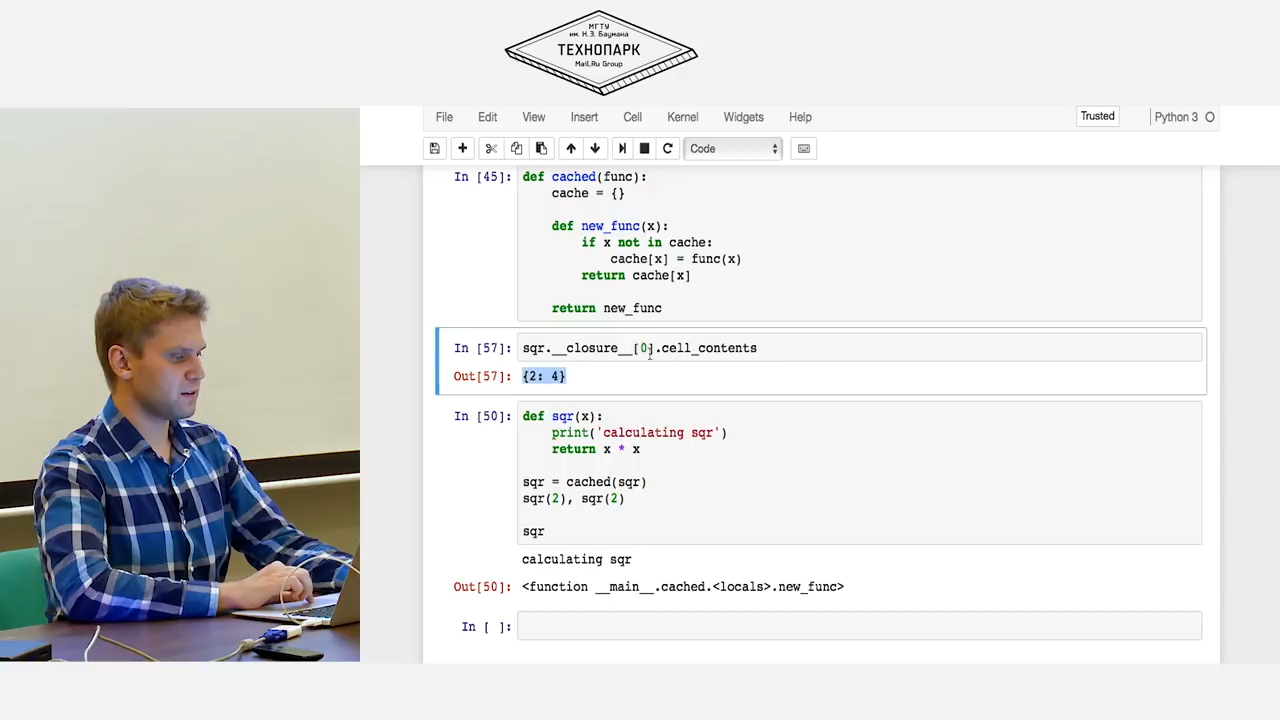 МГТУ
им. Н.Э. Баумана
ТЕХНОПАРК
Mail.Ru Group
File Edit View Insert Cell Kernel Widgets Help Trusted Python 3
Code
In [45]: def cached(func):
cache = {}
def new_func(x):
if x not in cache:
cache[x] = func(x)
return cache[x]
return new_func
In [57]: sqr.__closure__[0].cell_contents
Out[57]: {2: 4}
In [50]: def sqr(x):
print('calculating sqr')
return x * x
sqr = cached(sqr)
sqr(2), sqr(2)
sqr
calculating sqr
Out[50]: <function __main__.cached.<locals>.new_func>
In [ ]: